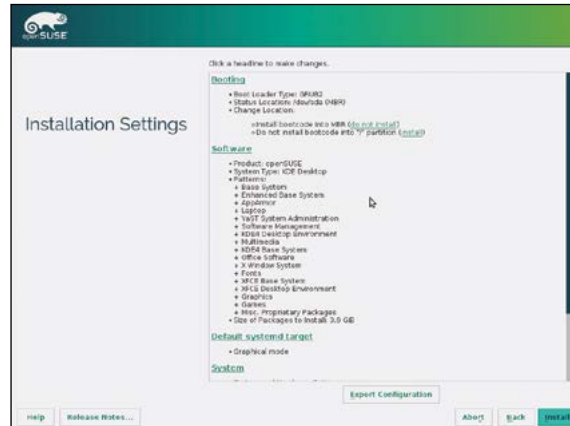 openSUSE
Click a headline to make changes.
Installation Settings
Booting
• Boot Loader Type: GRUB2
• Status Location: /dev/sda (MBR)
• Change Location:
Install bootcode into MBR (do not install)
Do not install bootcode into "/" partition (install)
Software
• Product: openSUSE
• System Type: KDE Desktop
• Patterns:
+ Base System
+ Enhanced Base System
+ AppArmor
+ Laptop
+ YaST System Administration
+ Software Management
+ KDE4 Desktop Environment
+ Multimedia
+ KDE4 Base System
+ Office Software
+ X Window System
+ Fonts
+ XFCE Base System
+ XFCE Desktop Environment
+ Graphics
+ Games
+ Misc. Proprietary Packages
• Size of Packages to Install: 3.8 GiB
Default systemd target
• Graphical mode
System
Expert Configuration
Help
Release Notes...
Abort
Back
Install